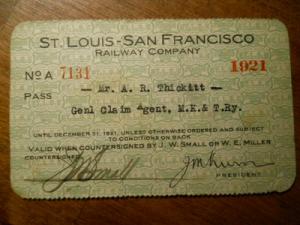 ST. LOUIS-SAN FRANCISCO
RAILWAY COMPANY
No A 7131 1921
PASS — Mr. A. R. Thickitt —
Genl Claim Agent, M.K.& T.Ry.
UNTIL DECEMBER 31, 1921, UNLESS OTHERWISE ORDERED AND SUBJECT
TO CONDITIONS ON BACK
VALID WHEN COUNTERSIGNED BY J. W. SMALL OR W. E. MILLER
COUNTERSIGNED
JWSmall
PRESIDENT